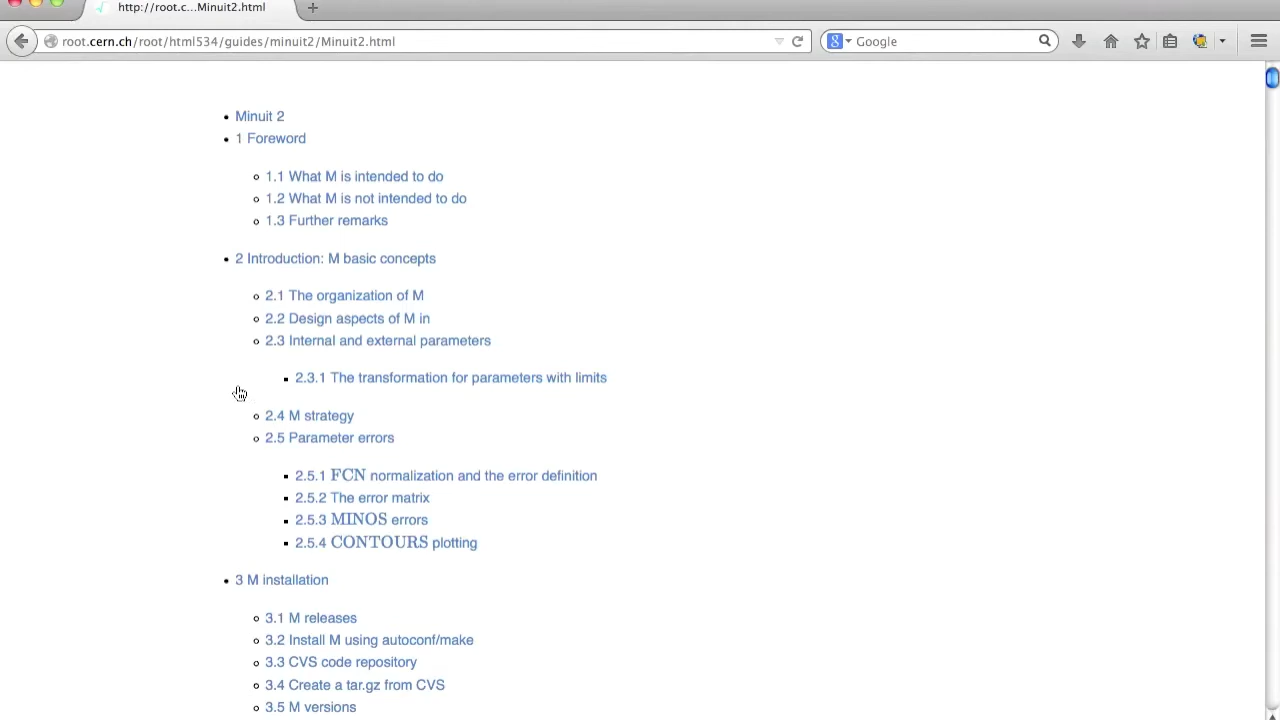 http://root.c...Minuit2.html
root.cern.ch/root/html534/guides/minuit2/Minuit2.html
Google
Minuit 2
1 Foreword
1.1 What M is intended to do
1.2 What M is not intended to do
1.3 Further remarks
2 Introduction: M basic concepts
2.1 The organization of M
2.2 Design aspects of M in
2.3 Internal and external parameters
2.3.1 The transformation for parameters with limits
2.4 M strategy
2.5 Parameter errors
2.5.1 FCN normalization and the error definition
2.5.2 The error matrix
2.5.3 MINOS errors
2.5.4 CONTOURS plotting
3 M installation
3.1 M releases
3.2 Install M using autoconf/make
3.3 CVS code repository
3.4 Create a tar.gz from CVS
3.5 M versions